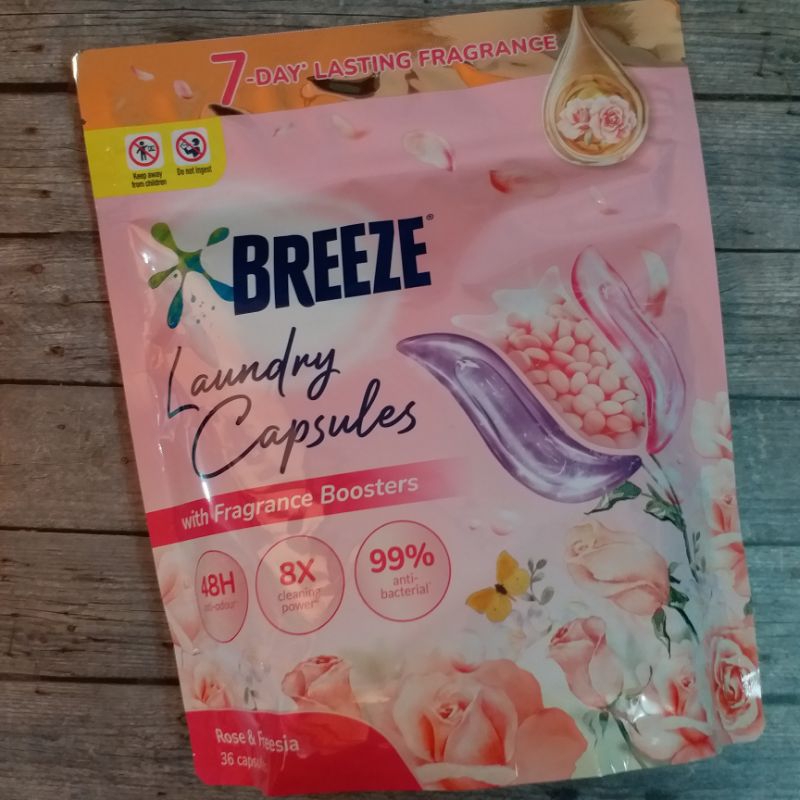 7-DAY* LASTING FRAGRANCE
Keep away
from children
Do not ingest
BREEZE®
Laundry
Capsules
with Fragrance Boosters
48H
8X
cleaning
power
99%
anti-
bacterial
Rose & Freesia
36